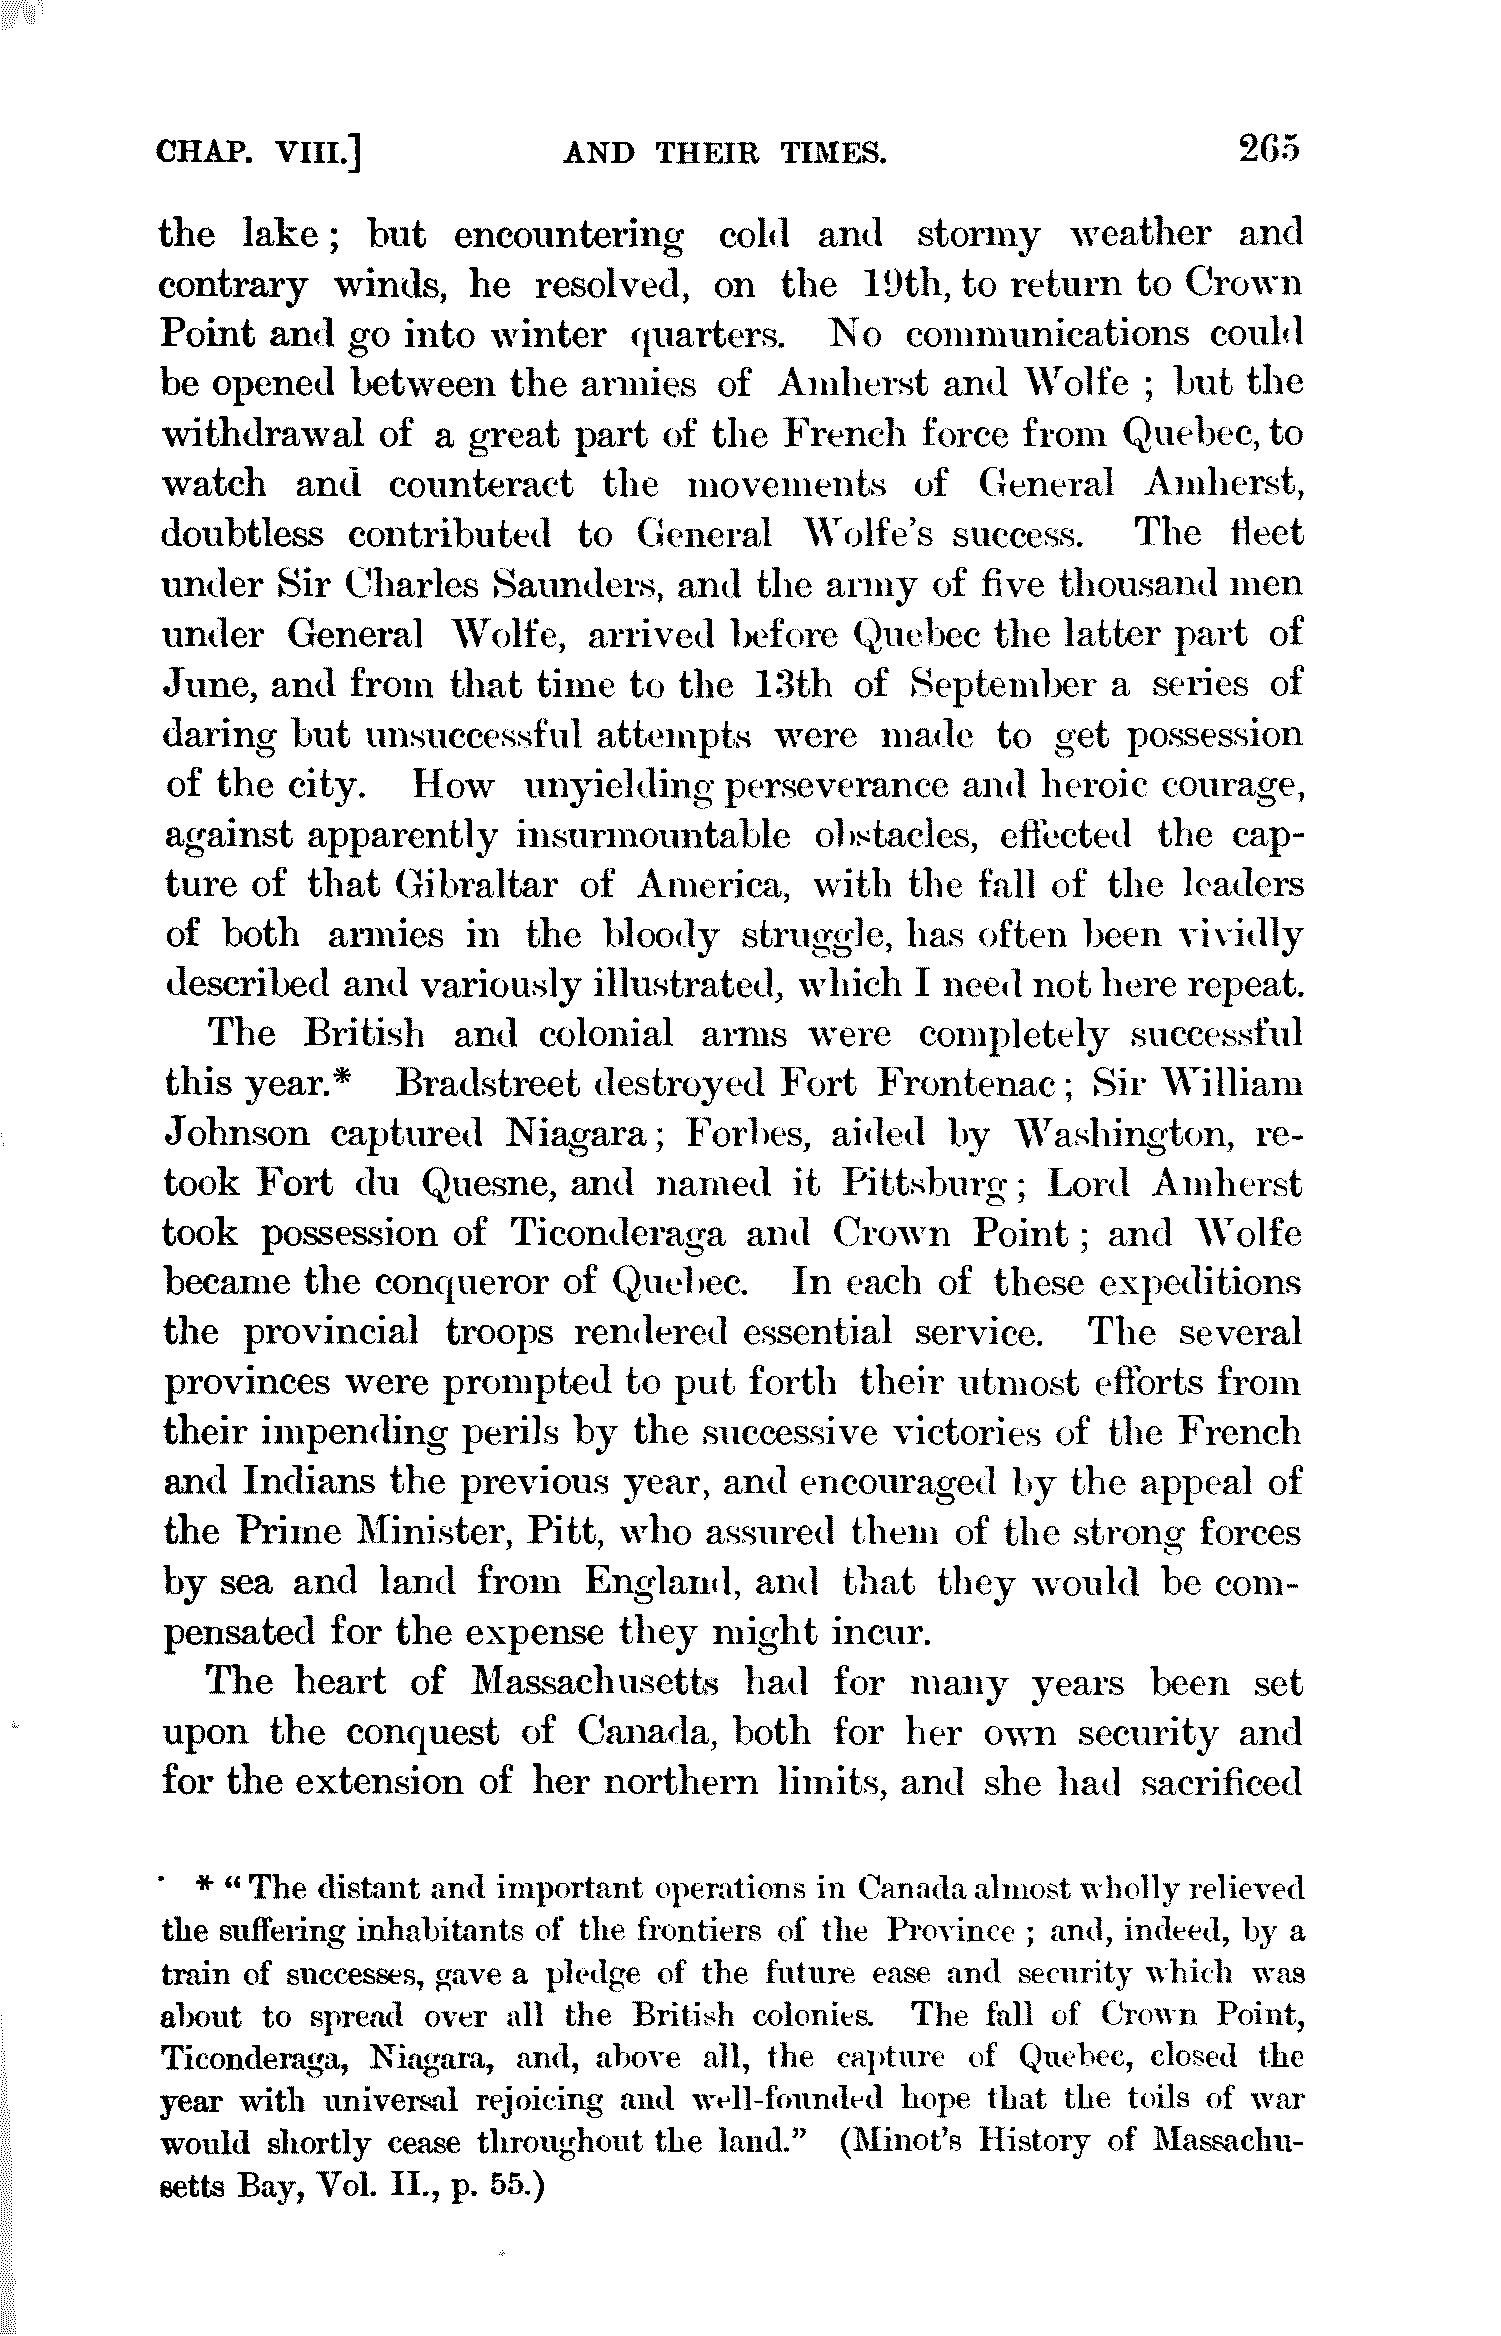 CHAP. VIII.] AND THEIR TIMES. 265
the lake; but encountering cold and stormy weather and
contrary winds, he resolved, on the 19th, to return to Crown
Point and go into winter quarters. No communications could
be opened between the armies of Amherst and Wolfe; but the
withdrawal of a great part of the French force from Quebec, to
watch and counteract the movements of General Amherst,
doubtless contributed to General Wolfe's success. The fleet
under Sir Charles Saunders, and the army of five thousand men
under General Wolfe, arrived before Quebec the latter part of
June, and from that time to the 13th of September a series of
daring but unsuccessful attempts were made to get possession
of the city. How unyielding perseverance and heroic courage,
against apparently insurmountable obstacles, effected the cap-
ture of that Gibraltar of America, with the fall of the leaders
of both armies in the bloody struggle, has often been vividly
described and variously illustrated, which I need not here repeat.
The British and colonial arms were completely successful
this year.* Bradstreet destroyed Fort Frontenac; Sir William
Johnson captured Niagara; Forbes, aided by Washington, re-
took Fort du Quesne, and named it Pittsburg; Lord Amherst
took possession of Ticonderaga and Crown Point; and Wolfe
became the conqueror of Quebec. In each of these expeditions
the provincial troops rendered essential service. The several
provinces were prompted to put forth their utmost efforts from
their impending perils by the successive victories of the French
and Indians the previous year, and encouraged by the appeal of
the Prime Minister, Pitt, who assured them of the strong forces
by sea and land from England, and that they would be com-
pensated for the expense they might incur.
The heart of Massachusetts had for many years been set
upon the conquest of Canada, both for her own security and
for the extension of her northern limits, and she had sacrificed
* "The distant and important operations in Canada almost wholly relieved
the suffering inhabitants of the frontiers of the Province; and, indeed, by a
train of successes, gave a pledge of the future ease and security which was
about to spread over all the British colonies. The fall of Crown Point,
Ticonderaga, Niagara, and, above all, the capture of Quebec, closed the
year with universal rejoicing and well-founded hope that the toils of war
would shortly cease throughout the land." (Minot's History of Massachu-
setts Bay, Vol. II., p. 55.)